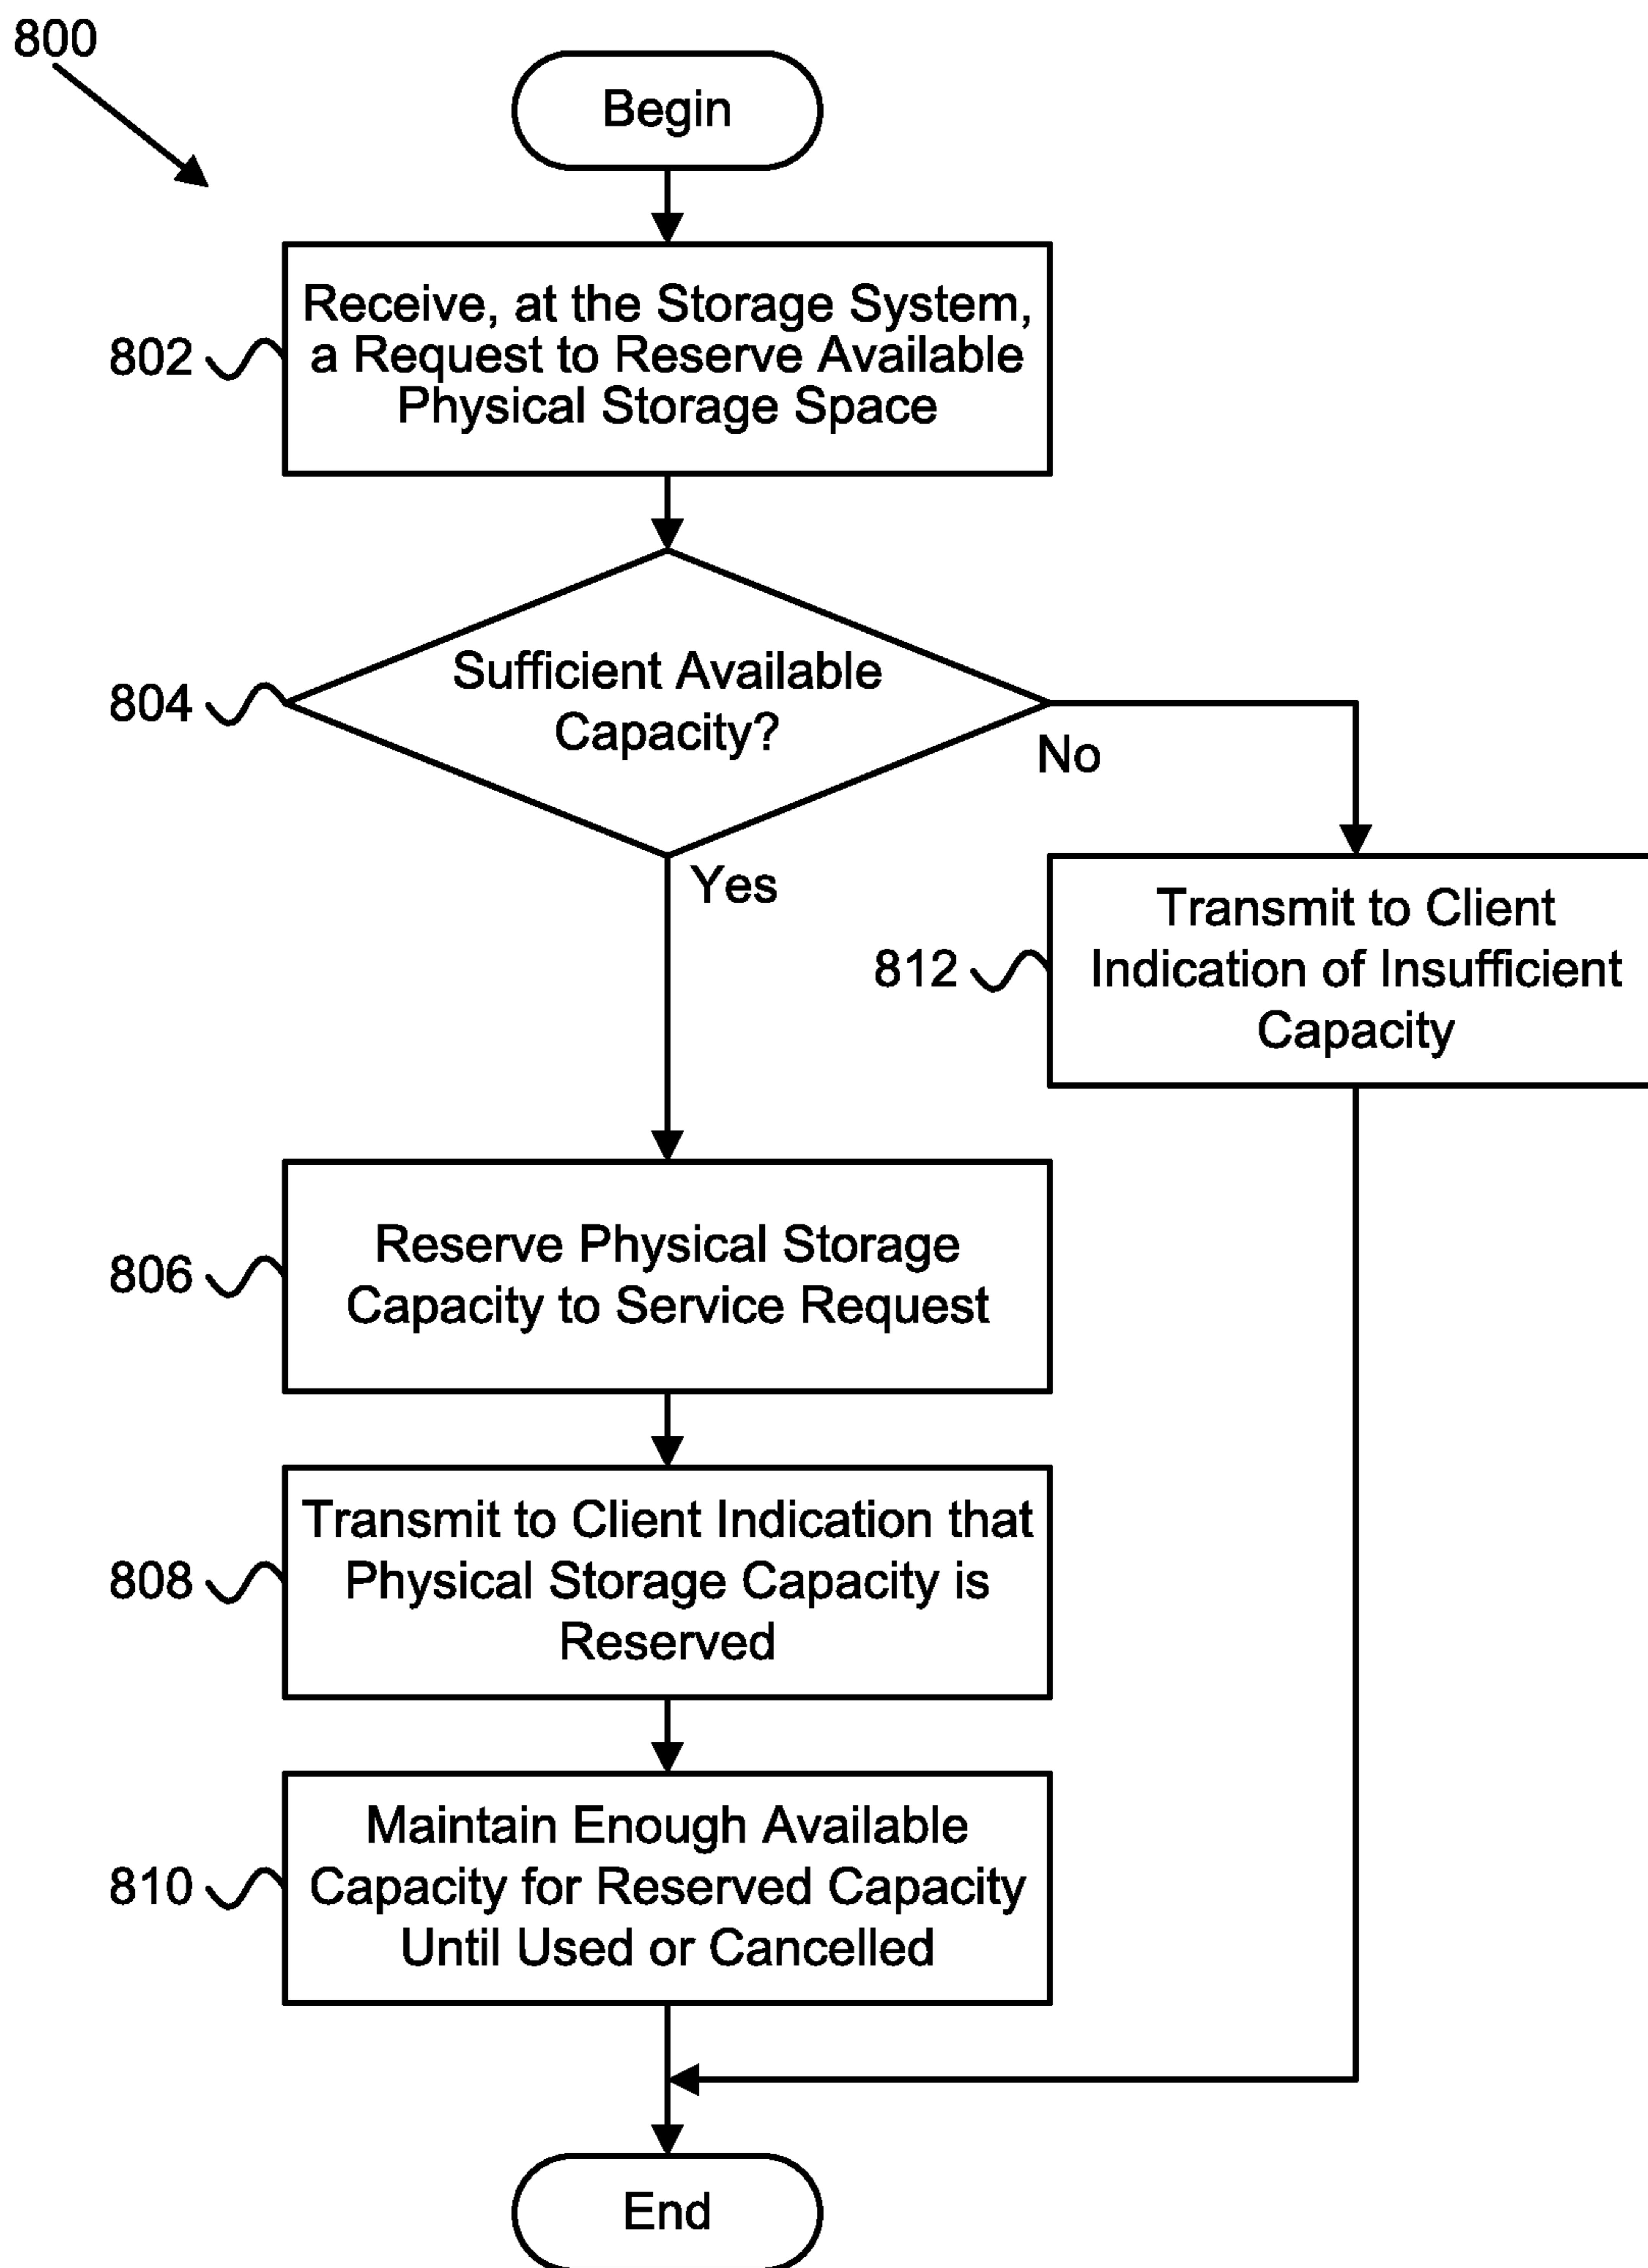 800
Begin
802
Receive, at the Storage System,
a Request to Reserve Available
Physical Storage Space
804
Sufficient Available
Capacity?
No
Yes
812
Transmit to Client
Indication of Insufficient
Capacity
806
Reserve Physical Storage
Capacity to Service Request
808
Transmit to Client Indication that
Physical Storage Capacity is
Reserved
810
Maintain Enough Available
Capacity for Reserved Capacity
Until Used or Cancelled
End